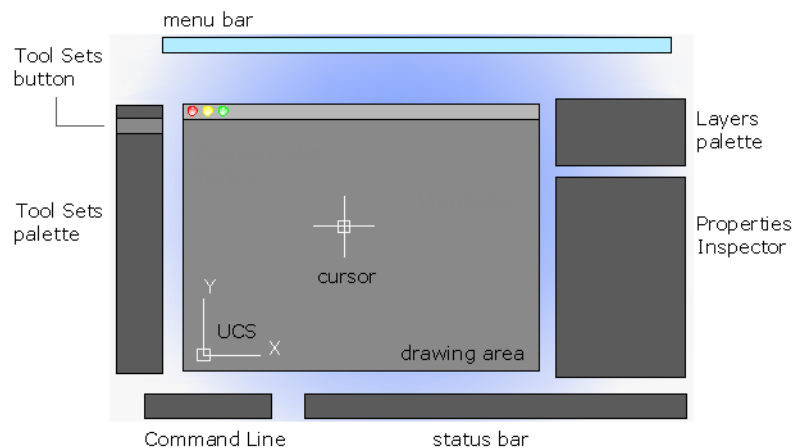 menu bar
Tool Sets
button
Layers
palette
Tool Sets
palette
Properties
Inspector
cursor
Y
UCS
X
drawing area
Command Line
status bar